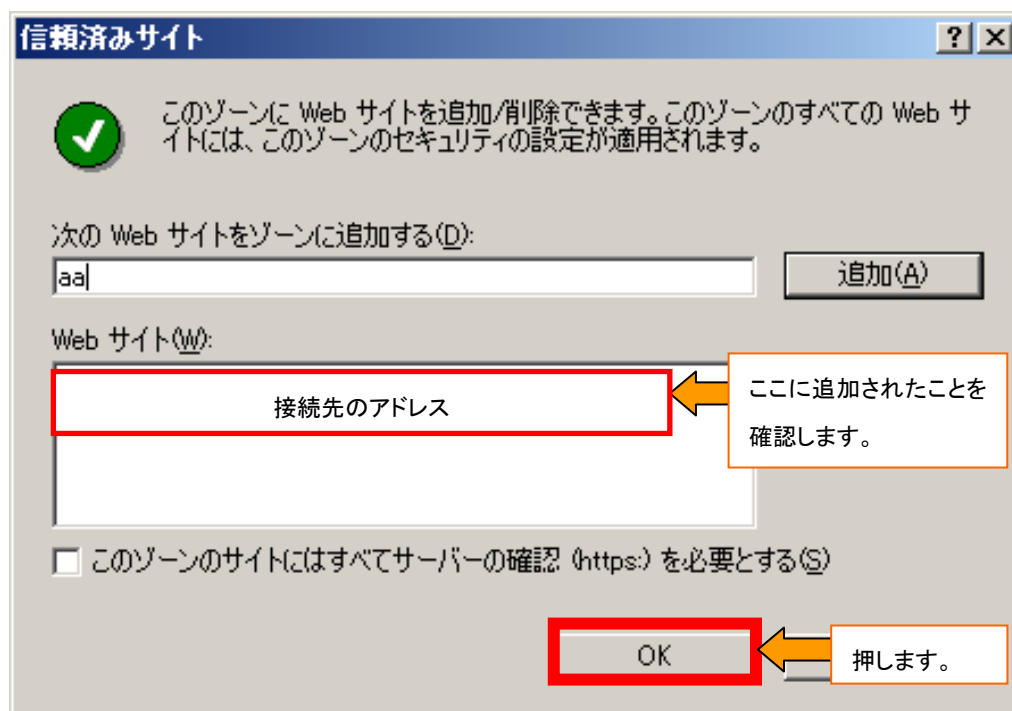 信頼済みサイト
このゾーンに Web サイトを追加/削除できます。このゾーンのすべての Web サ
イトには、このゾーンのセキュリティの設定が適用されます。
次の Web サイトをゾーンに追加する(D):
aa
追加(A)
Web サイト(W):
接続先のアドレス
ここに追加されたことを
確認します。
このゾーンのサイトにはすべてサーバーの確認 (https:) を必要とする(S)
OK
押します。